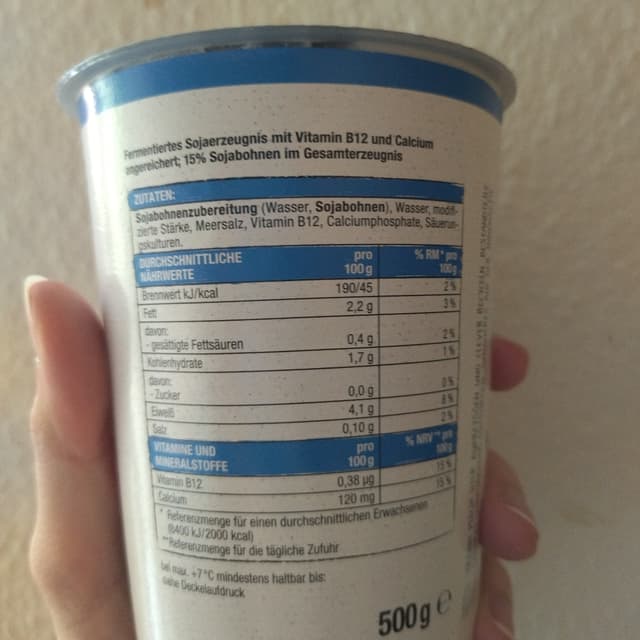 Fermentiertes Sojaerzeugnis mit Vitamin B12 und Calcium
angereichert; 15% Sojabohnen im Gesamterzeugnis
ZUTATEN:
Sojabohnenzubereitung (Wasser, Sojabohnen), Wasser, modifi-
zierte Stärke, Meersalz, Vitamin B12, Calciumphosphate, Säuerun-
gskulturen.
DURCHSCHNITTLICHE NÄHRWERTE pro 100g % RM* pro 100g
Brennwert kJ/kcal 190/45 2%
Fett 2,2 g 3%
davon:
- gesättigte Fettsäuren 0,4 g 2%
Kohlenhydrate 1,7 g 1%
davon:
- Zucker 0,0 g 0%
Eiweiß 4,1 g 8%
Salz 0,10 g 2%
VITAMINE UND MINERALSTOFFE pro 100g % NRV** pro 100g
Vitamin B12 0,38 µg 15%
Calcium 120 mg 15%
* Referenzmenge für einen durchschnittlichen Erwachsenen
(8400 kJ/2000 kcal)
**Referenzmenge für die tägliche Zufuhr
bei max. +7°C mindestens haltbar bis:
siehe Deckelaufdruck
500g e